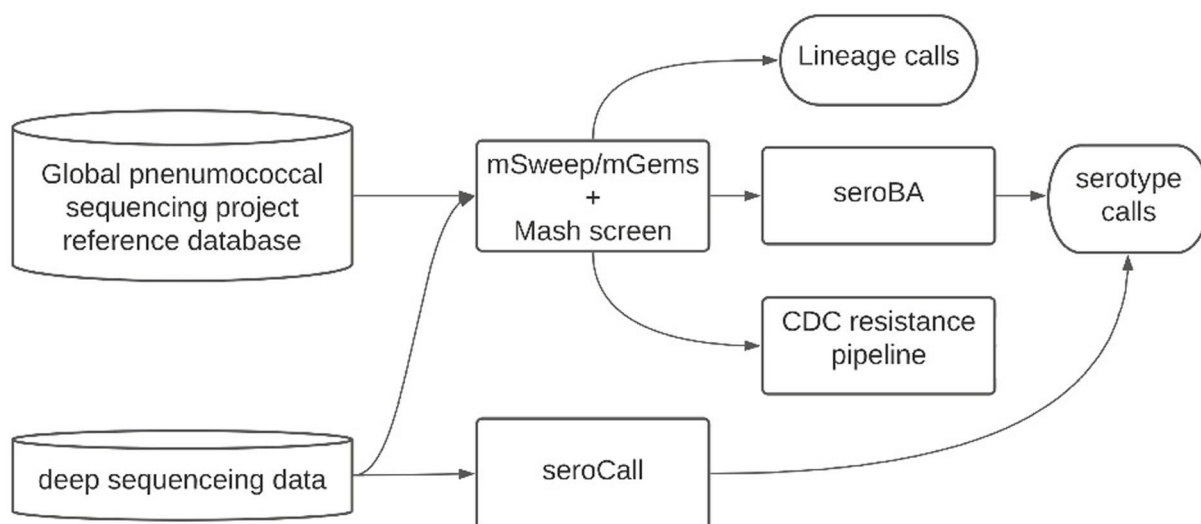 Lineage calls
Global pnenumococcal
sequencing project
reference database
mSweep/mGems
+
Mash screen
seroBA
serotype
calls
CDC resistance
pipeline
deep sequenceing data
seroCall